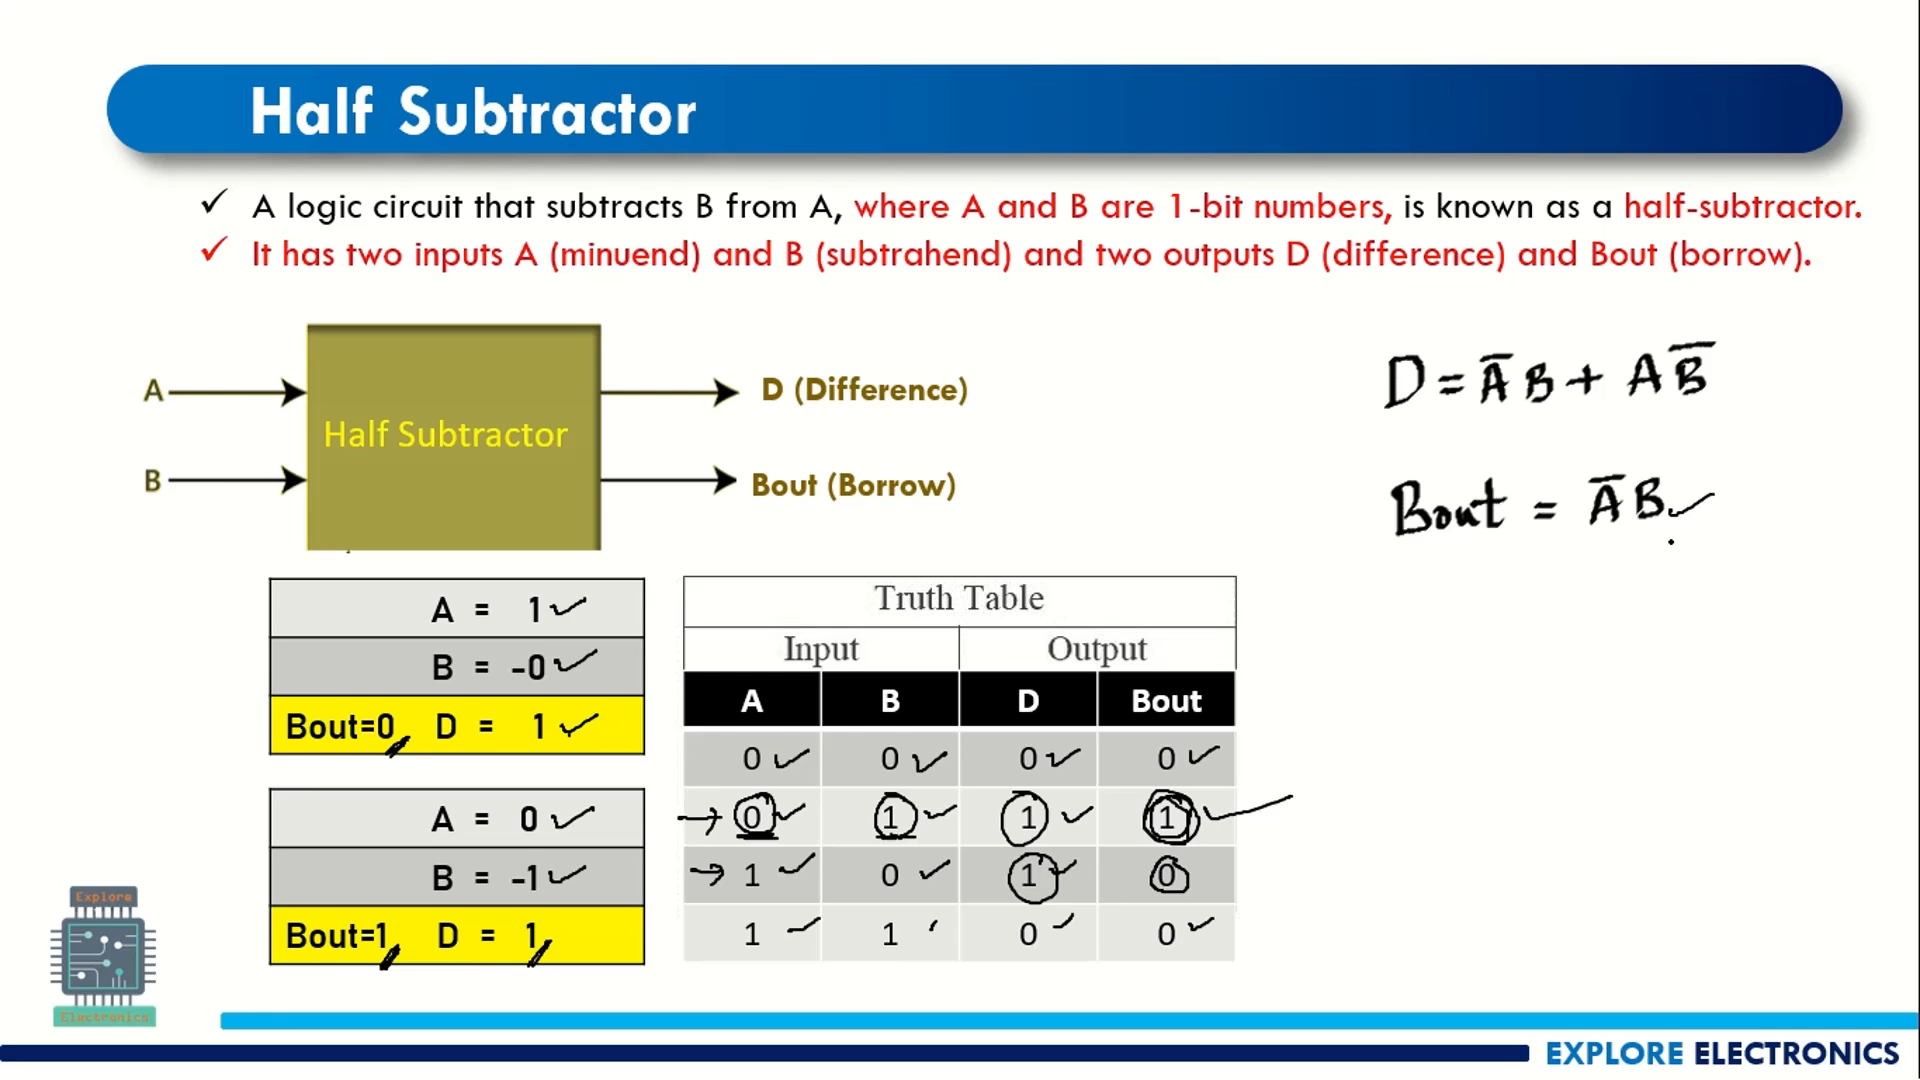 Half Subtractor
✓ A logic circuit that subtracts B from A, where A and B are 1-bit numbers, is known as a half-subtractor.
✓ It has two inputs A (minuend) and B (subtrahend) and two outputs D (difference) and Bout (borrow).
A
B
Half Subtractor
D (Difference)
Bout (Borrow)
D = A̅ B + A B̅
Bout = A̅ B ✓
A = 1 ✓
B = -0 ✓
Bout=0, D = 1 ✓
A = 0 ✓
B = -1 ✓
Bout=1, D = 1,
Truth Table
Input Output
A B D Bout
0 ✓ 0 ✓ 0 ✓ 0 ✓
→ 0 ✓ 1 ✓ 1 ✓ 1 ✓
→ 1 ✓ 0 ✓ 1 ✓ 0
1 ✓ 1 0 ✓ 0 ✓
Explore
Electronics
EXPLORE ELECTRONICS